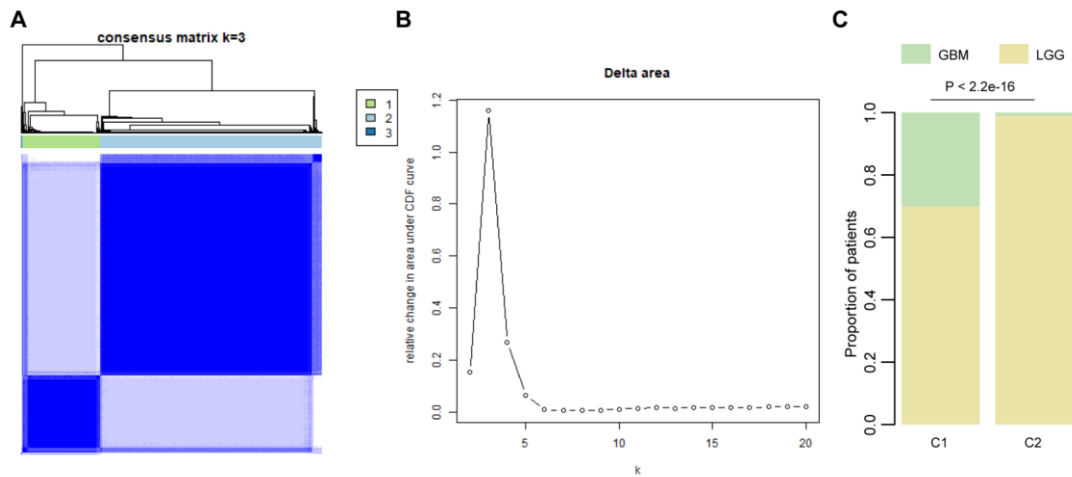 A
consensus matrix k=3
1
2
3
B
Delta area
relative change in area under CDF curve
0.0
0.2
0.4
0.6
0.8
1.0
1.2
5
10
15
20
k
C
GBM
LGG
P < 2.2e-16
Proportion of patients
0.0
0.2
0.4
0.6
0.8
1.0
C1
C2